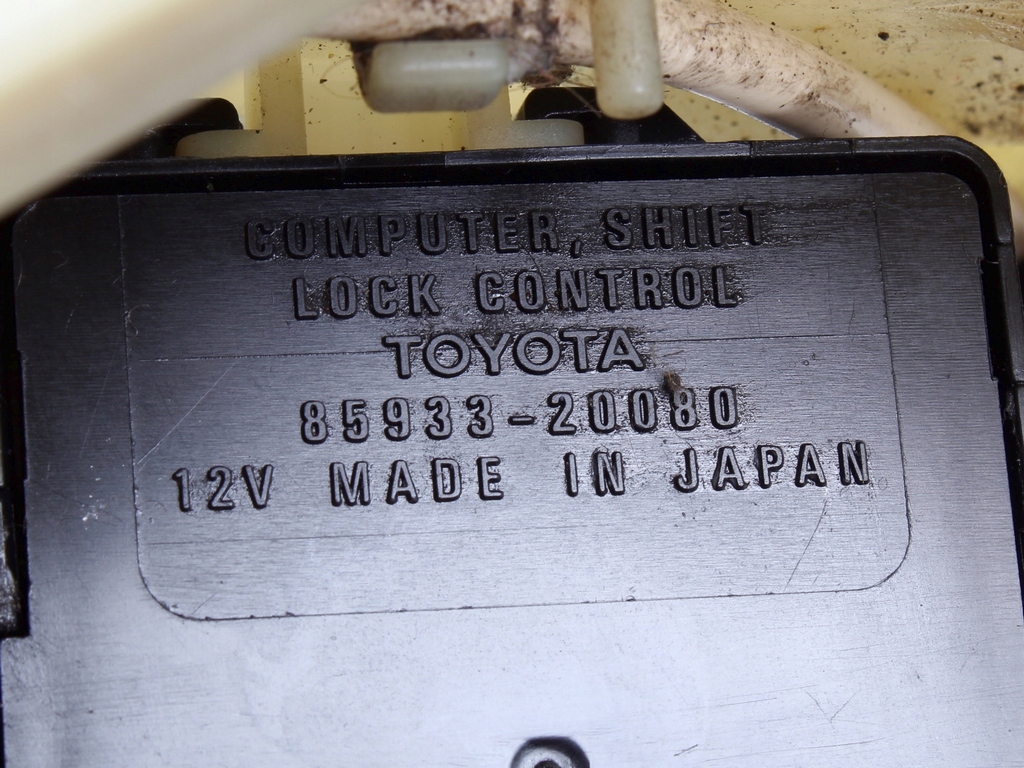 COMPUTER, SHIFT
LOCK CONTROL
TOYOTA
85933-20080
12V MADE IN JAPAN